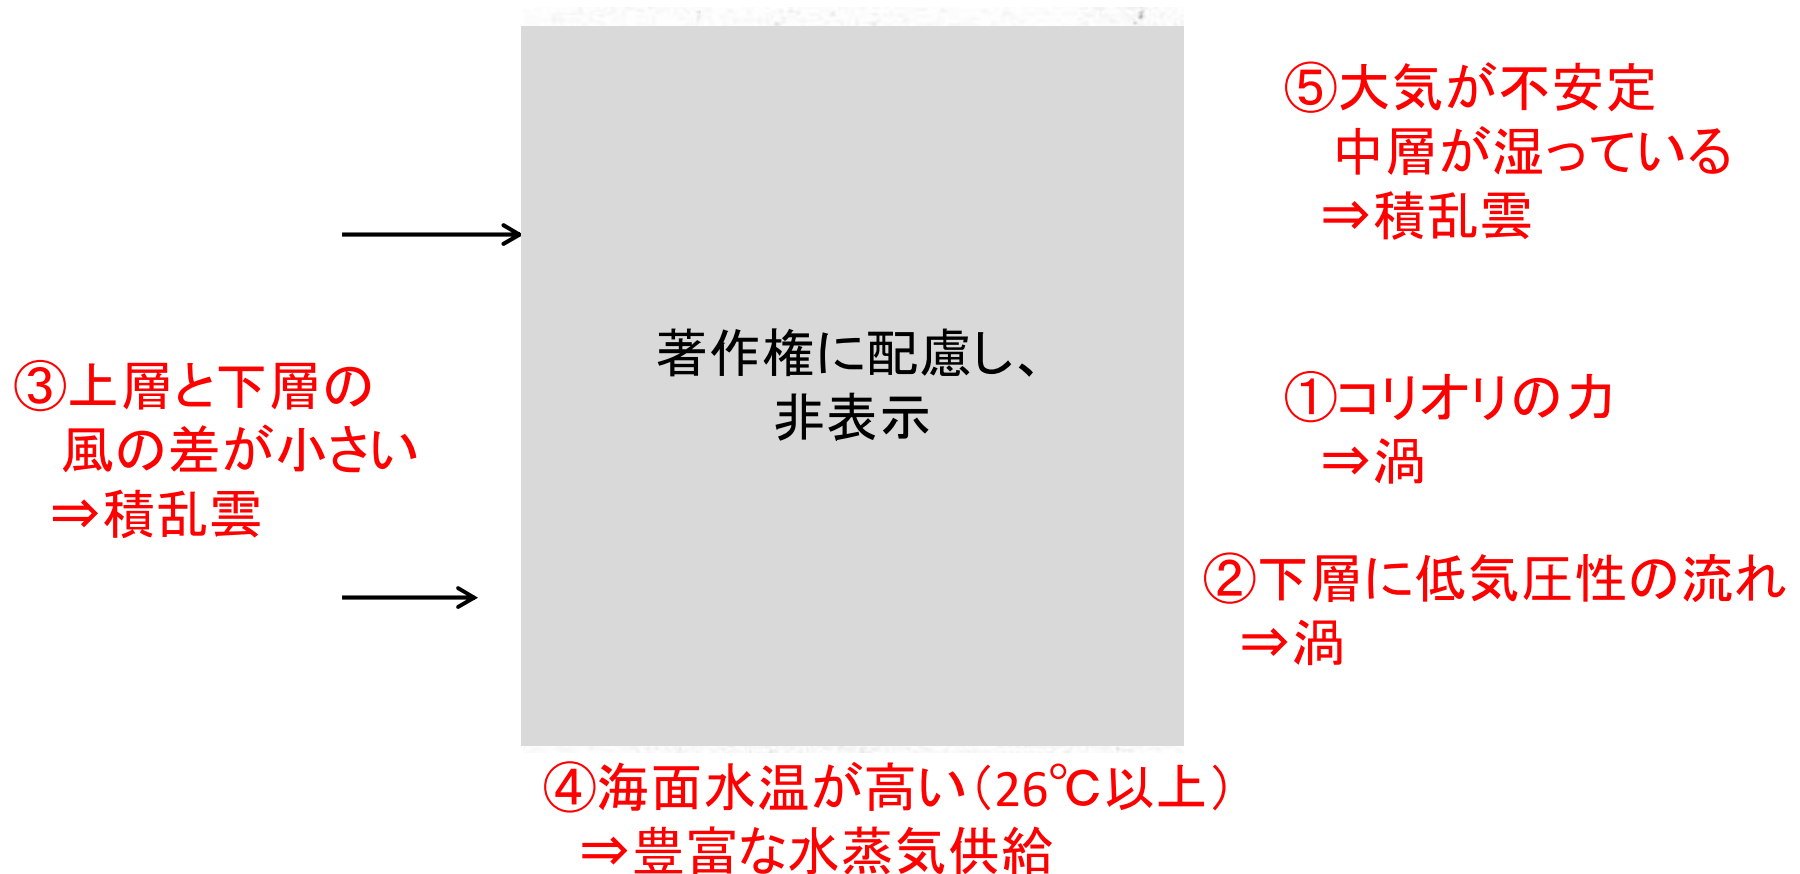 ⑤大気が不安定
中層が湿っている
⇒積乱雲
著作権に配慮し、
非表示
③上層と下層の
風の差が小さい
⇒積乱雲
①コリオリの力
⇒渦
②下層に低気圧性の流れ
⇒渦
④海面水温が高い（26℃以上）
⇒豊富な水蒸気供給